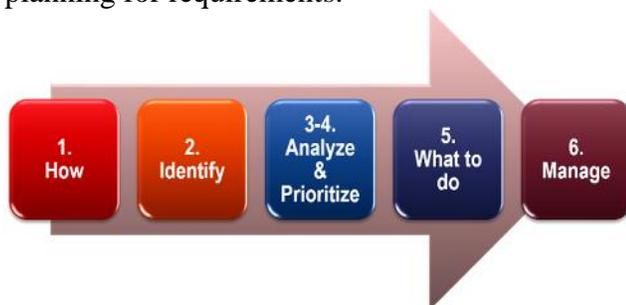 planning for requirements.
1.
How
2.
Identify
3-4.
Analyze
&
Prioritize
5.
What to
do
6.
Manage